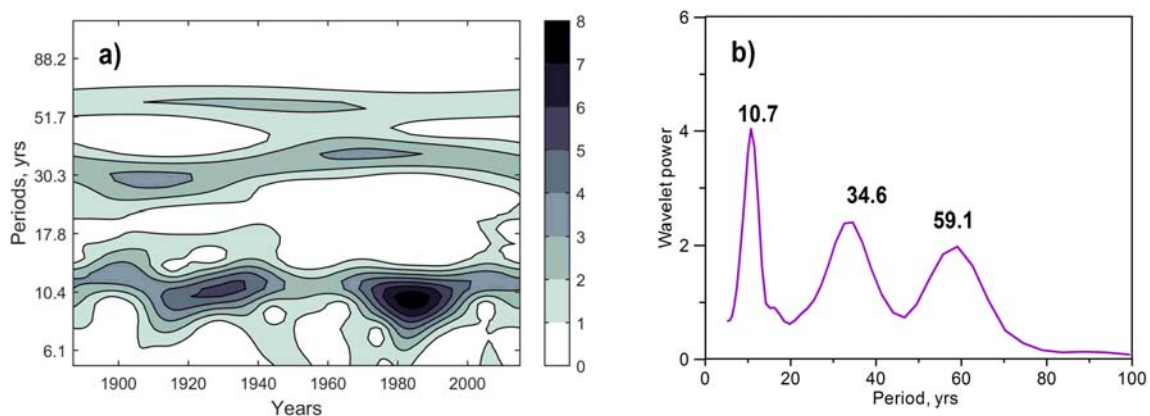 a)
88.2
51.7
30.3
17.8
10.4
6.1
Periods, yrs
1900 1920 1940 1960 1980 2000
Years
8
7
6
5
4
3
2
1
0
b)
6
4
2
0
Wavelet power
10.7
34.6
59.1
0 20 40 60 80 100
Period, yrs